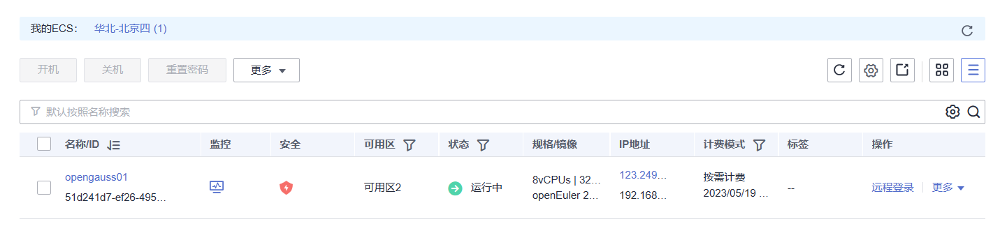 我的ECS： 华北-北京四 (1)
开机 关机 重置密码 更多
默认按照名称搜索
名称/ID 监控 安全 可用区 状态 规格/镜像 IP地址 计费模式 标签 操作
opengauss01 8vCPUs | 32... 123.249... 按需计费
可用区2 运行中 -- 远程登录 更多
51d241d7-ef26-495... openEuler 2... 192.168... 2023/05/19 ...